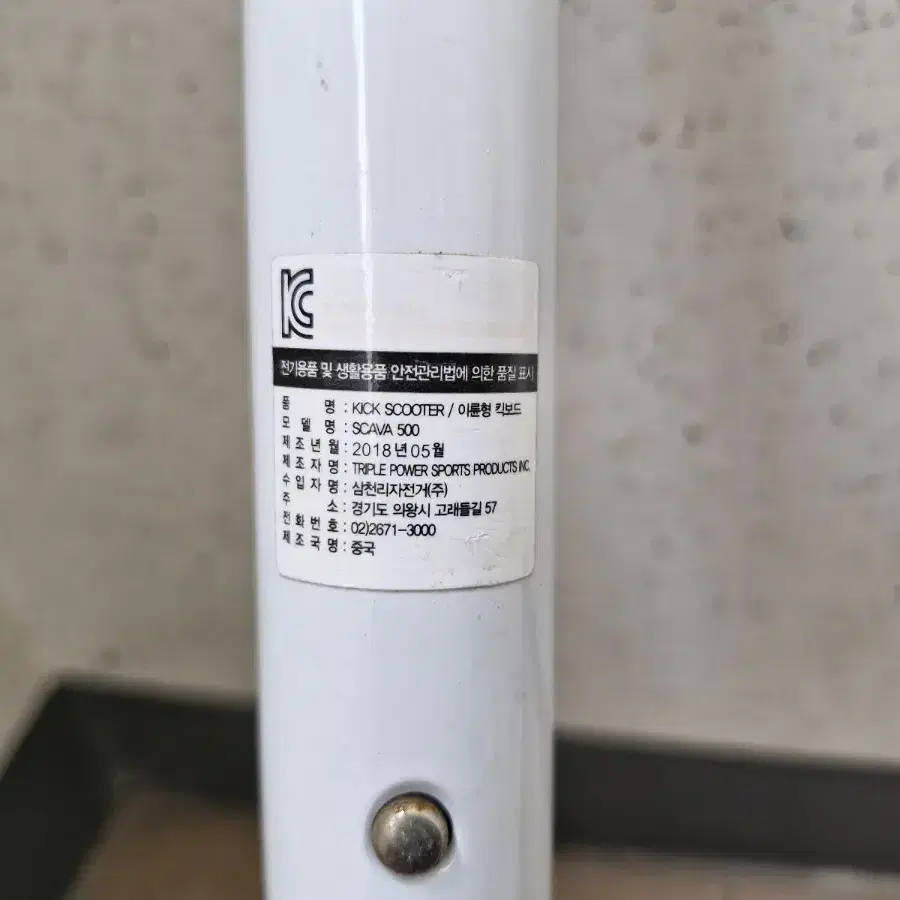 KC
전기용품 및 생활용품 안전관리법에 의한 품질 표시
품 명 : KICK SCOOTER / 이륜형 킥보드
모 델 명 : SCAVA 500
제 조 년 월 : 2018년 05월
제 조 자 명 : TRIPLE POWER SPORTS PRODUCTS INC.
수 입 자 명 : 삼천리자전거(주)
주 소 : 경기도 의왕시 고래들길 57
전 화 번 호 : 02)2671-3000
제 조 국 명 : 중국